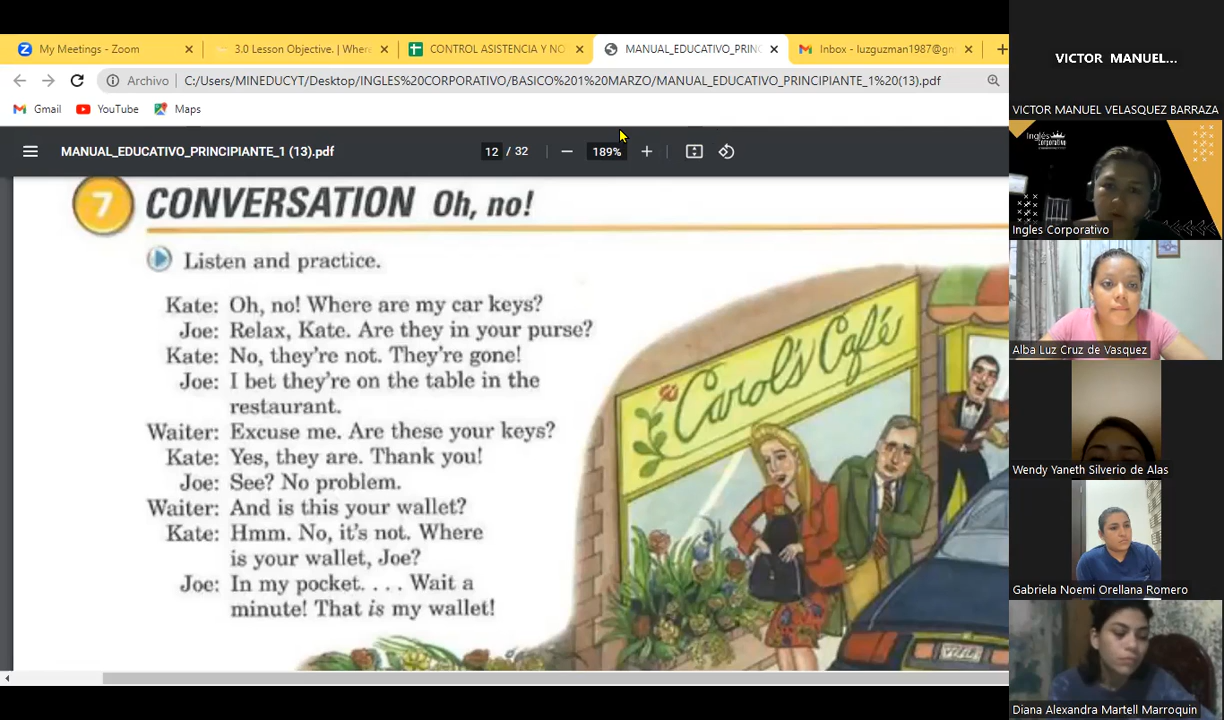 My Meetings - Zoom
3.0 Lesson Objective. | Where
CONTROL ASISTENCIA Y NO
MANUAL_EDUCATIVO_PRINC
Inbox - luzguzman1987@gm
Archivo
C:/Users/MINEDUCYT/Desktop/INGLES%20CORPORATIVO/BASICO%201%20MARZO/MANUAL_EDUCATIVO_PRINCIPIANTE_1%20(13).pdf
Gmail
YouTube
Maps
MANUAL_EDUCATIVO_PRINCIPIANTE_1 (13).pdf
12 / 32
189%
7 CONVERSATION Oh, no!
Listen and practice.
Kate: Oh, no! Where are my car keys?
Joe: Relax, Kate. Are they in your purse?
Kate: No, they're not. They're gone!
Joe: I bet they're on the table in the
restaurant.
Waiter: Excuse me. Are these your keys?
Kate: Yes, they are. Thank you!
Joe: See? No problem.
Waiter: And is this your wallet?
Kate: Hmm. No, it's not. Where
is your wallet, Joe?
Joe: In my pocket. . . . Wait a
minute! That is my wallet!
Carol's Café
VICTOR MANUEL...
VICTOR MANUEL VELASQUEZ BARRAZA
Inglés
Corporativo
Ingles Corporativo
Alba Luz Cruz de Vasquez
Wendy Yaneth Silverio de Alas
Gabriela Noemi Orellana Romero
Diana Alexandra Martell Marroquin